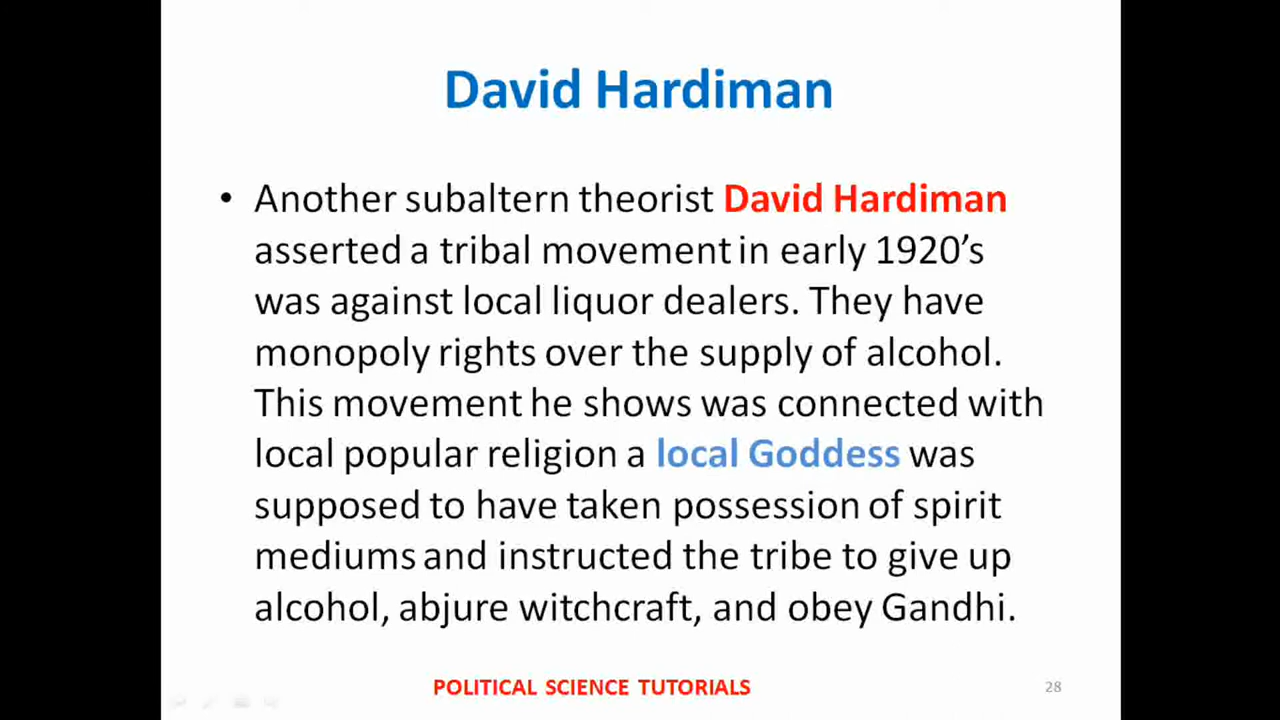 David Hardiman
• Another subaltern theorist David Hardiman
asserted a tribal movement in early 1920’s
was against local liquor dealers. They have
monopoly rights over the supply of alcohol.
This movement he shows was connected with
local popular religion a local Goddess was
supposed to have taken possession of spirit
mediums and instructed the tribe to give up
alcohol, abjure witchcraft, and obey Gandhi.
POLITICAL SCIENCE TUTORIALS
28